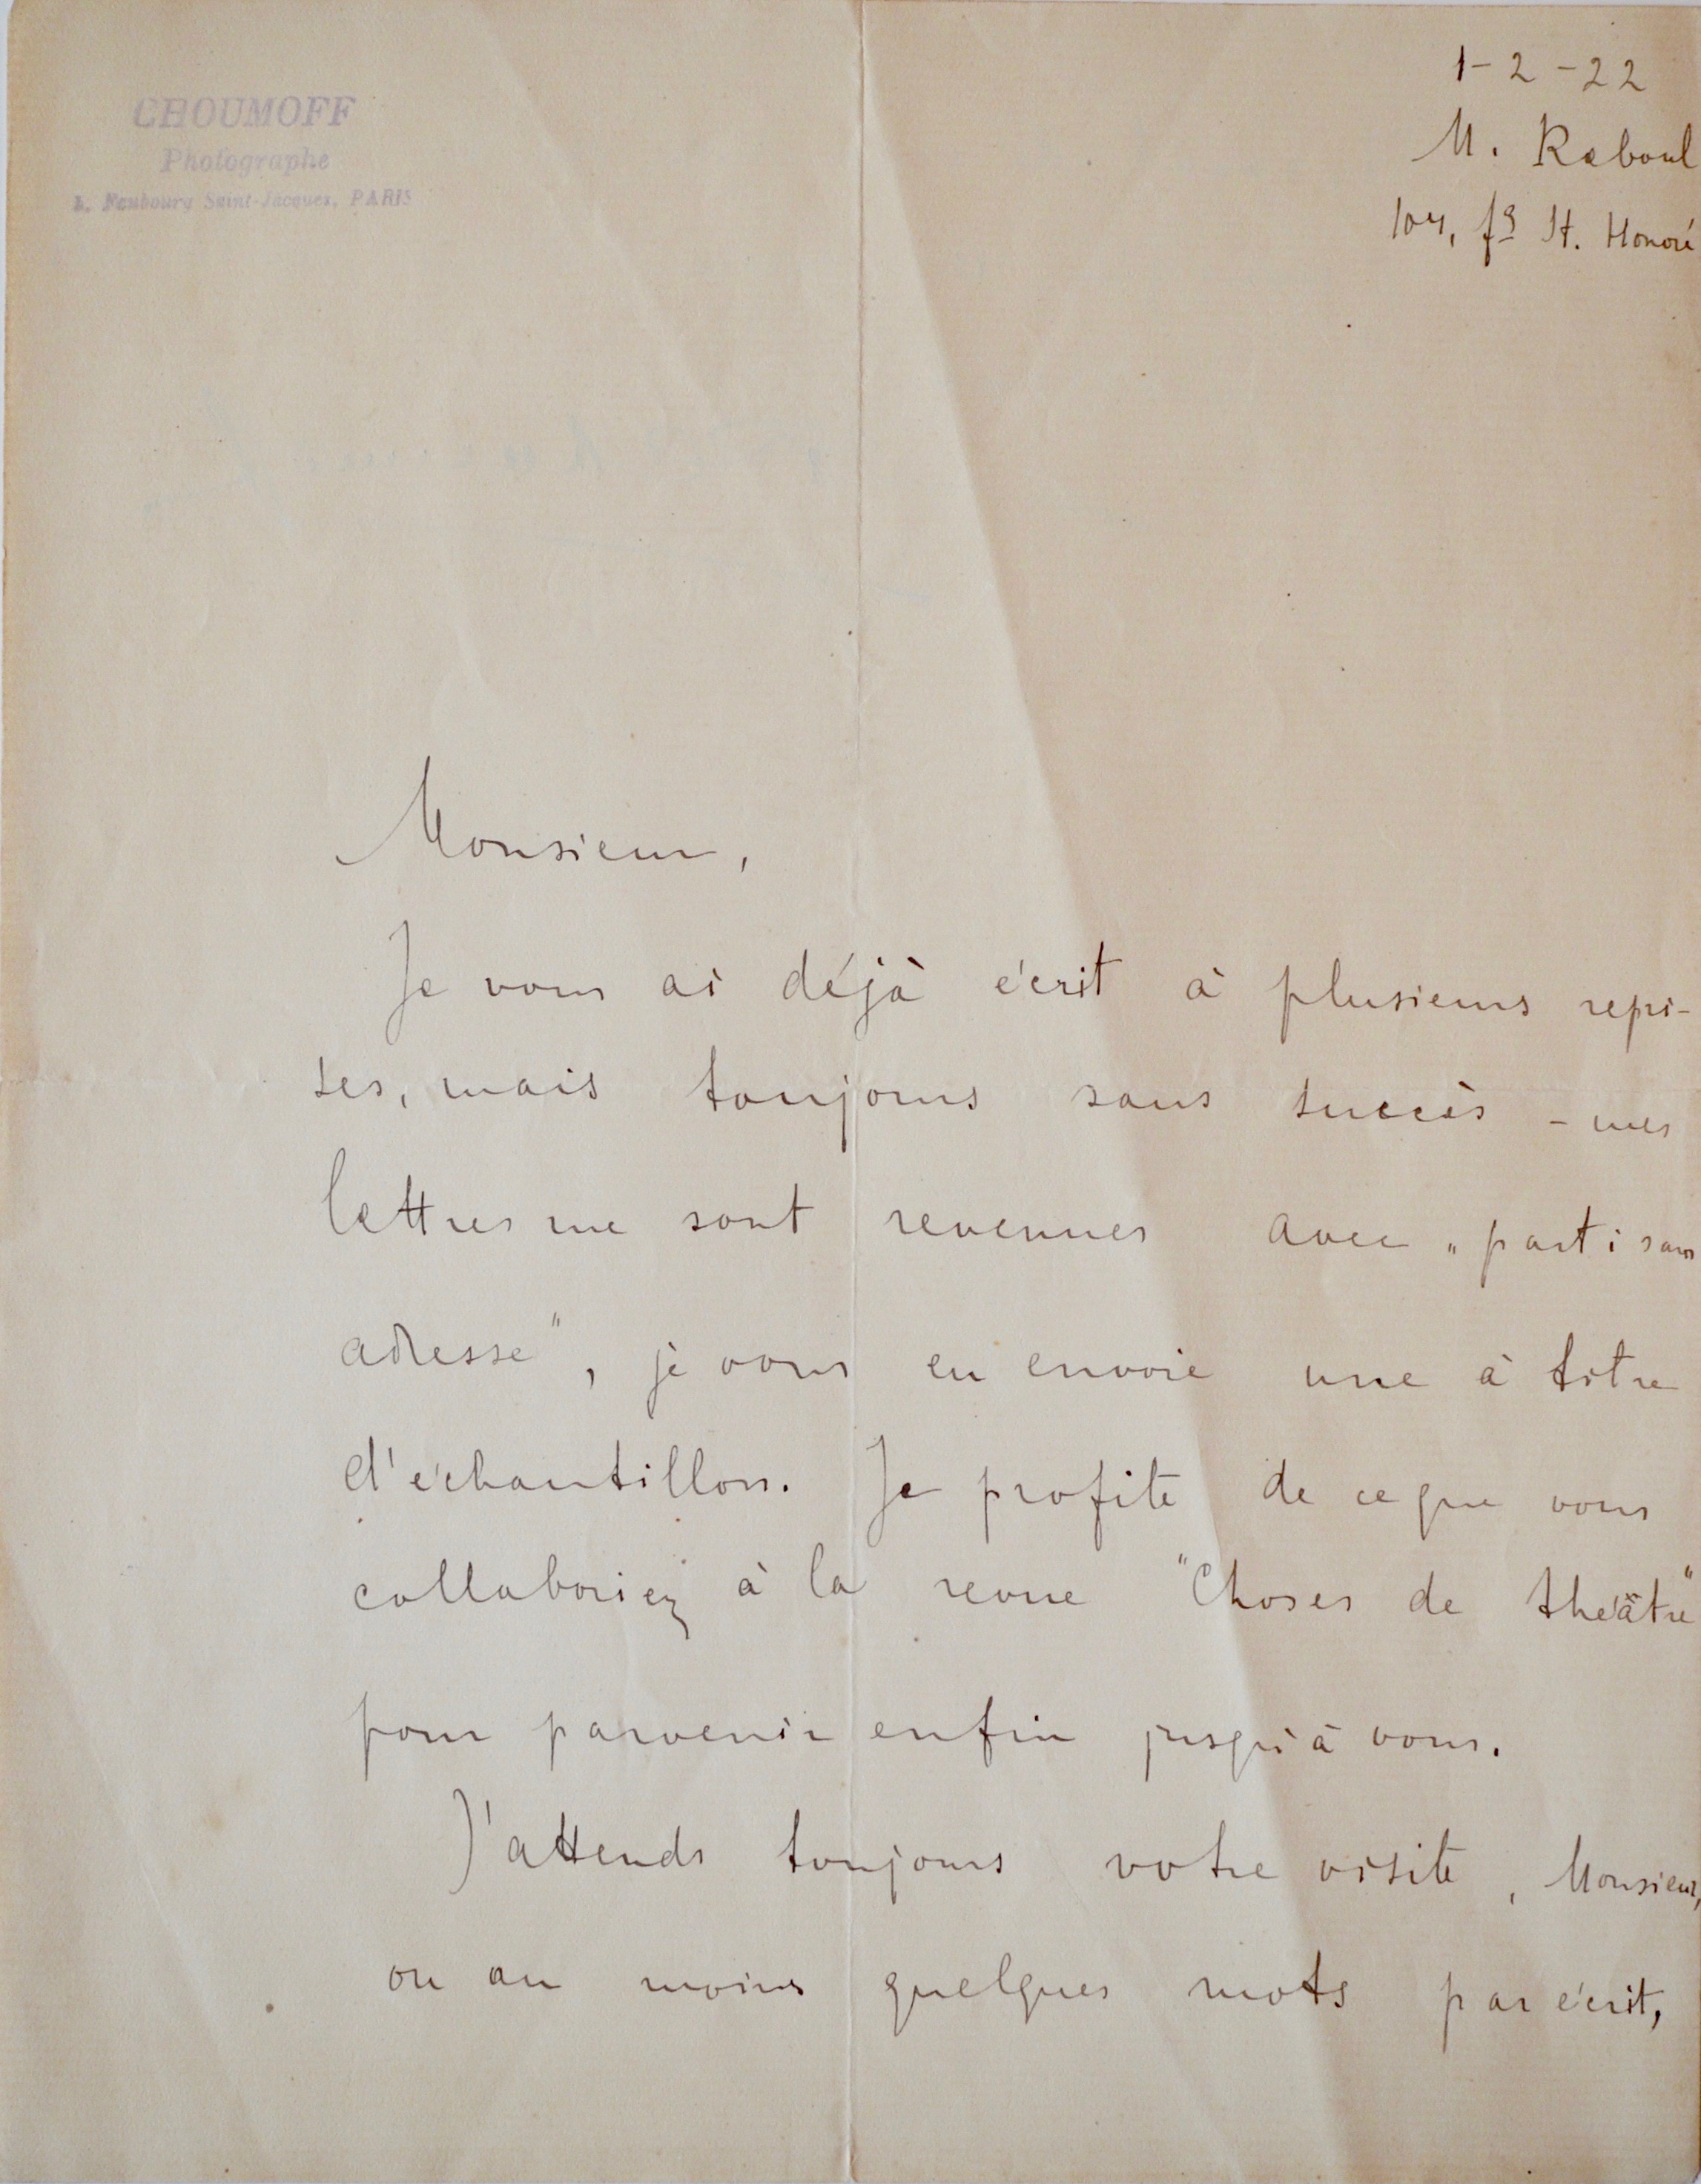 CHOUMOFF
Photographe
Faubourg Saint-Jacques, PARIS
1-2-22
M. Raboul
104, fg St. Honoré
Monsieur,
Je vous ai déjà écrit à plusieurs repri-
ses, mais toujours sans succès - mes
lettres me sont revenues avec „parti sans
adresse", je vous en envoie une à titre
d'échantillon. Je profite de ce que vous
collaboriez à la revue "Choses de théâtre"
pour parvenir enfin jusqu'à vous.
J'attends toujours votre visite, Monsieur,
ou au moins quelques mots par écrit,